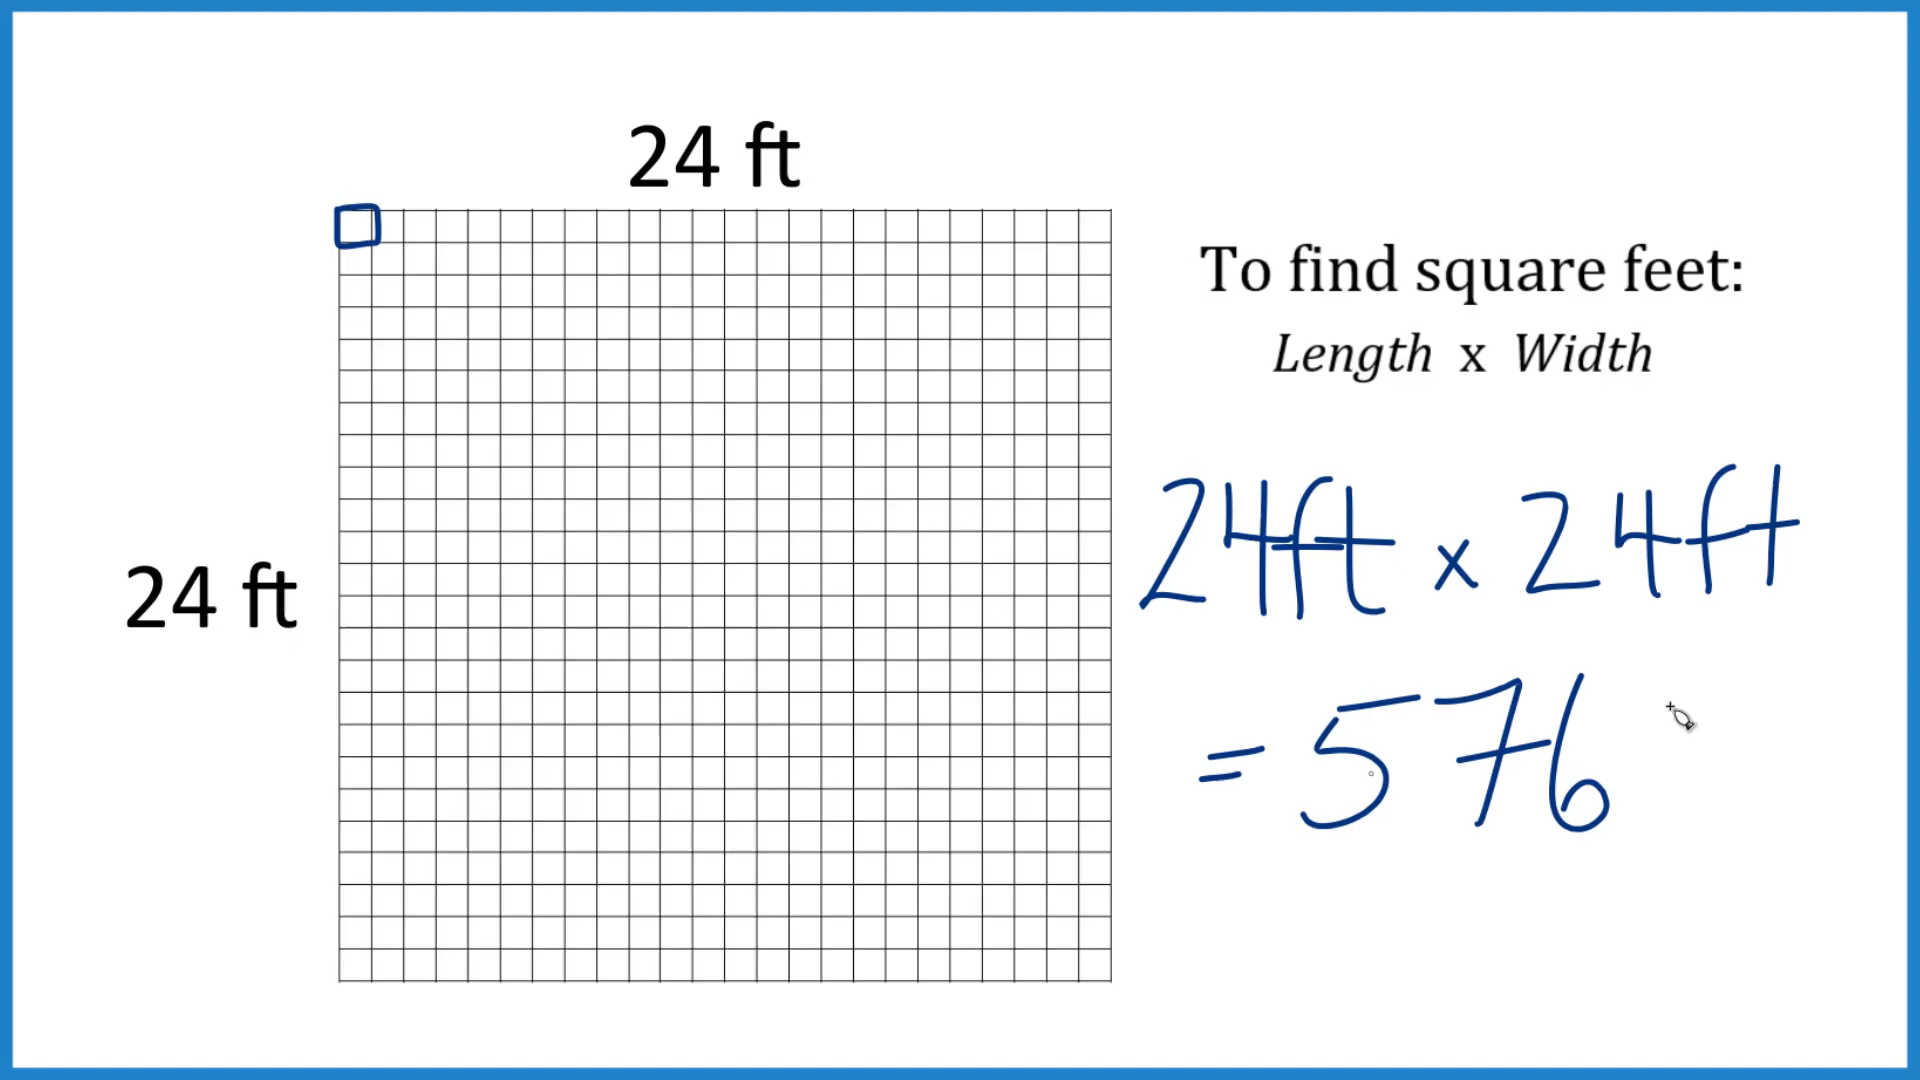 24 ft
24 ft
To find square feet:
Length x Width
24ft x 24ft
= 576